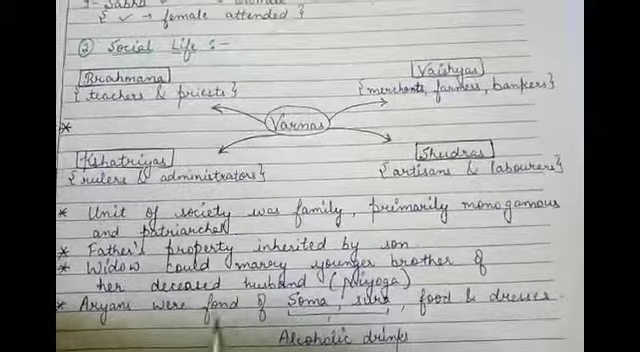 { ✓ → female attended }
② Social Life :-
Brahmana
{ teachers & priests }
Vaishyas
{ merchants, farmers, bankers }
* Varnas
Kshatriyas
{ rulers & administrators }
Shudras
{ artisans & labourers }
* Unit of society was family, primarily monogamous
and patriarchal
* Father's property inherited by son
* Widow could marry younger brother of
her deceased husband (Niyoga)
* Aryans were fond of Soma, sura, food & dresses.
Alcoholic drinks